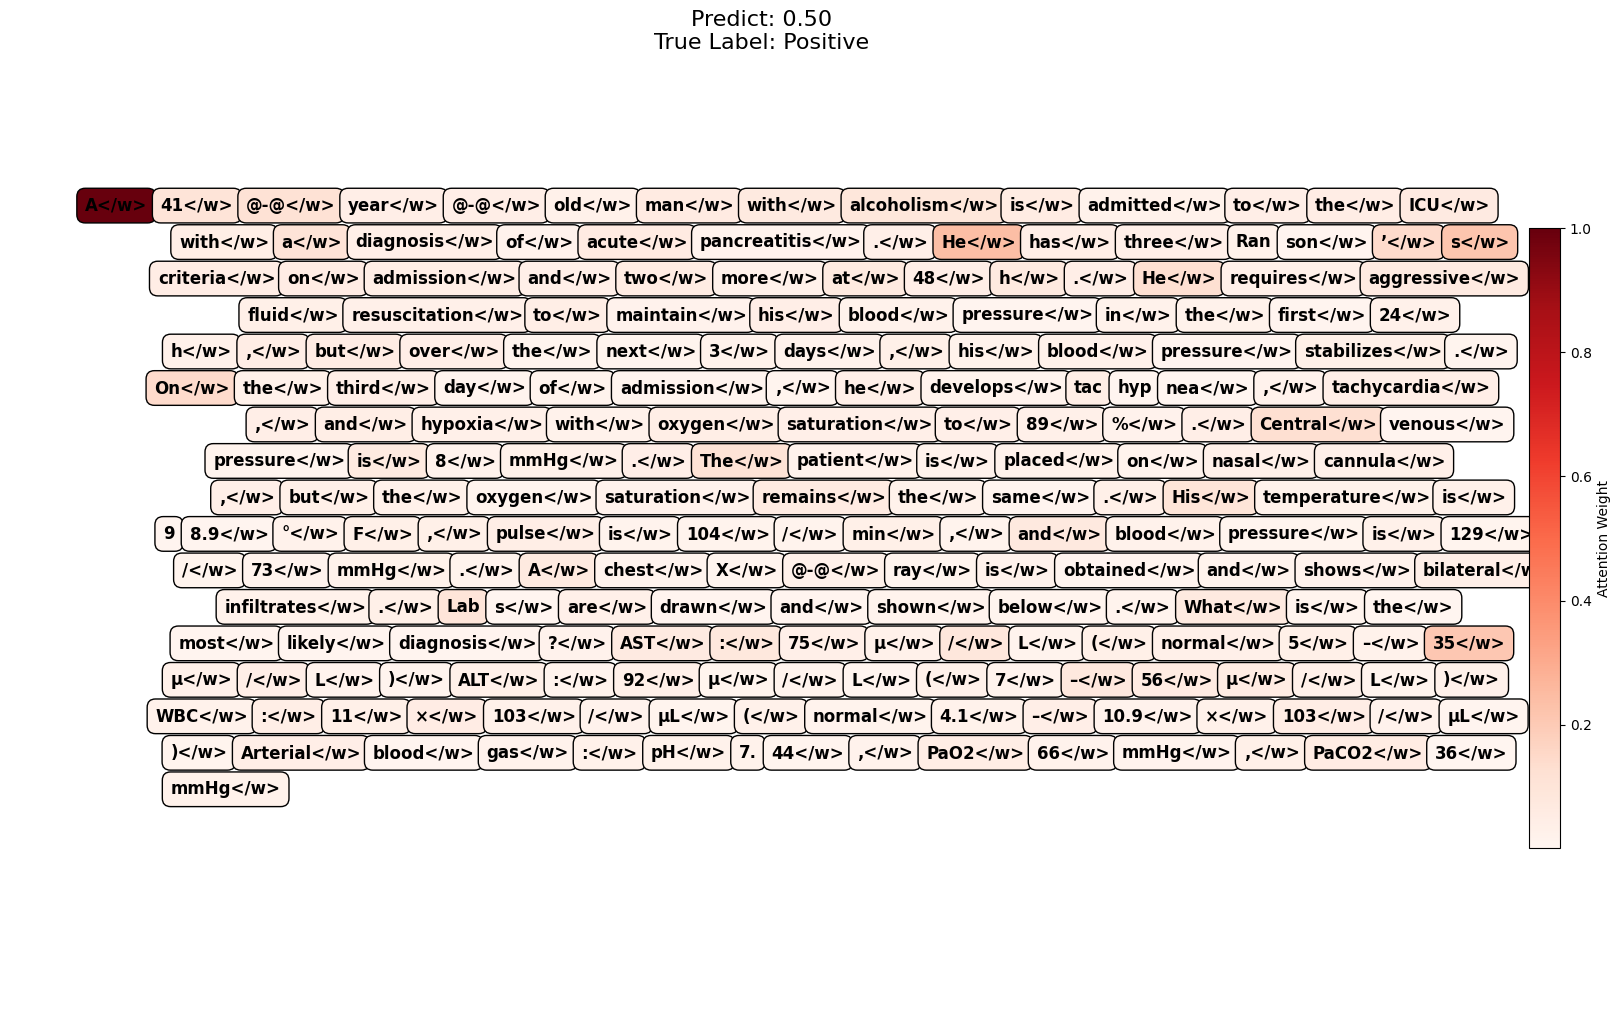 Predict: 0.50
True Label: Positive
A</w> 41</w> @-@</w> year</w> @-@</w> old</w> man</w> with</w> alcoholism</w> is</w> admitted</w> to</w> the</w> ICU</w>
with</w> a</w> diagnosis</w> of</w> acute</w> pancreatitis</w> .</w> He</w> has</w> three</w> Ran son</w> ’</w> s</w>
criteria</w> on</w> admission</w> and</w> two</w> more</w> at</w> 48</w> h</w> .</w> He</w> requires</w> aggressive</w>
fluid</w> resuscitation</w> to</w> maintain</w> his</w> blood</w> pressure</w> in</w> the</w> first</w> 24</w>
h</w> ,</w> but</w> over</w> the</w> next</w> 3</w> days</w> ,</w> his</w> blood</w> pressure</w> stabilizes</w> .</w>
On</w> the</w> third</w> day</w> of</w> admission</w> ,</w> he</w> develops</w> tac hyp nea</w> ,</w> tachycardia</w>
,</w> and</w> hypoxia</w> with</w> oxygen</w> saturation</w> to</w> 89</w> %</w> .</w> Central</w> venous</w>
pressure</w> is</w> 8</w> mmHg</w> .</w> The</w> patient</w> is</w> placed</w> on</w> nasal</w> cannula</w>
,</w> but</w> the</w> oxygen</w> saturation</w> remains</w> the</w> same</w> .</w> His</w> temperature</w> is</w>
9 8.9</w> °</w> F</w> ,</w> pulse</w> is</w> 104</w> /</w> min</w> ,</w> and</w> blood</w> pressure</w> is</w> 129</w>
/</w> 73</w> mmHg</w> .</w> A</w> chest</w> X</w> @-@</w> ray</w> is</w> obtained</w> and</w> shows</w> bilateral</w
infiltrates</w> .</w> Lab s</w> are</w> drawn</w> and</w> shown</w> below</w> .</w> What</w> is</w> the</w>
most</w> likely</w> diagnosis</w> ?</w> AST</w> :</w> 75</w> μ</w> /</w> L</w> (</w> normal</w> 5</w> –</w> 35</w>
μ</w> /</w> L</w> )</w> ALT</w> :</w> 92</w> μ</w> /</w> L</w> (</w> 7</w> –</w> 56</w> μ</w> /</w> L</w> )</w>
WBC</w> :</w> 11</w> ×</w> 103</w> /</w> μL</w> (</w> normal</w> 4.1</w> –</w> 10.9</w> ×</w> 103</w> /</w> μL</w>
)</w> Arterial</w> blood</w> gas</w> :</w> pH</w> 7. 44</w> ,</w> PaO2</w> 66</w> mmHg</w> ,</w> PaCO2</w> 36</w>
mmHg</w>
1.0
0.8
0.6
0.4
0.2
Attention Weight